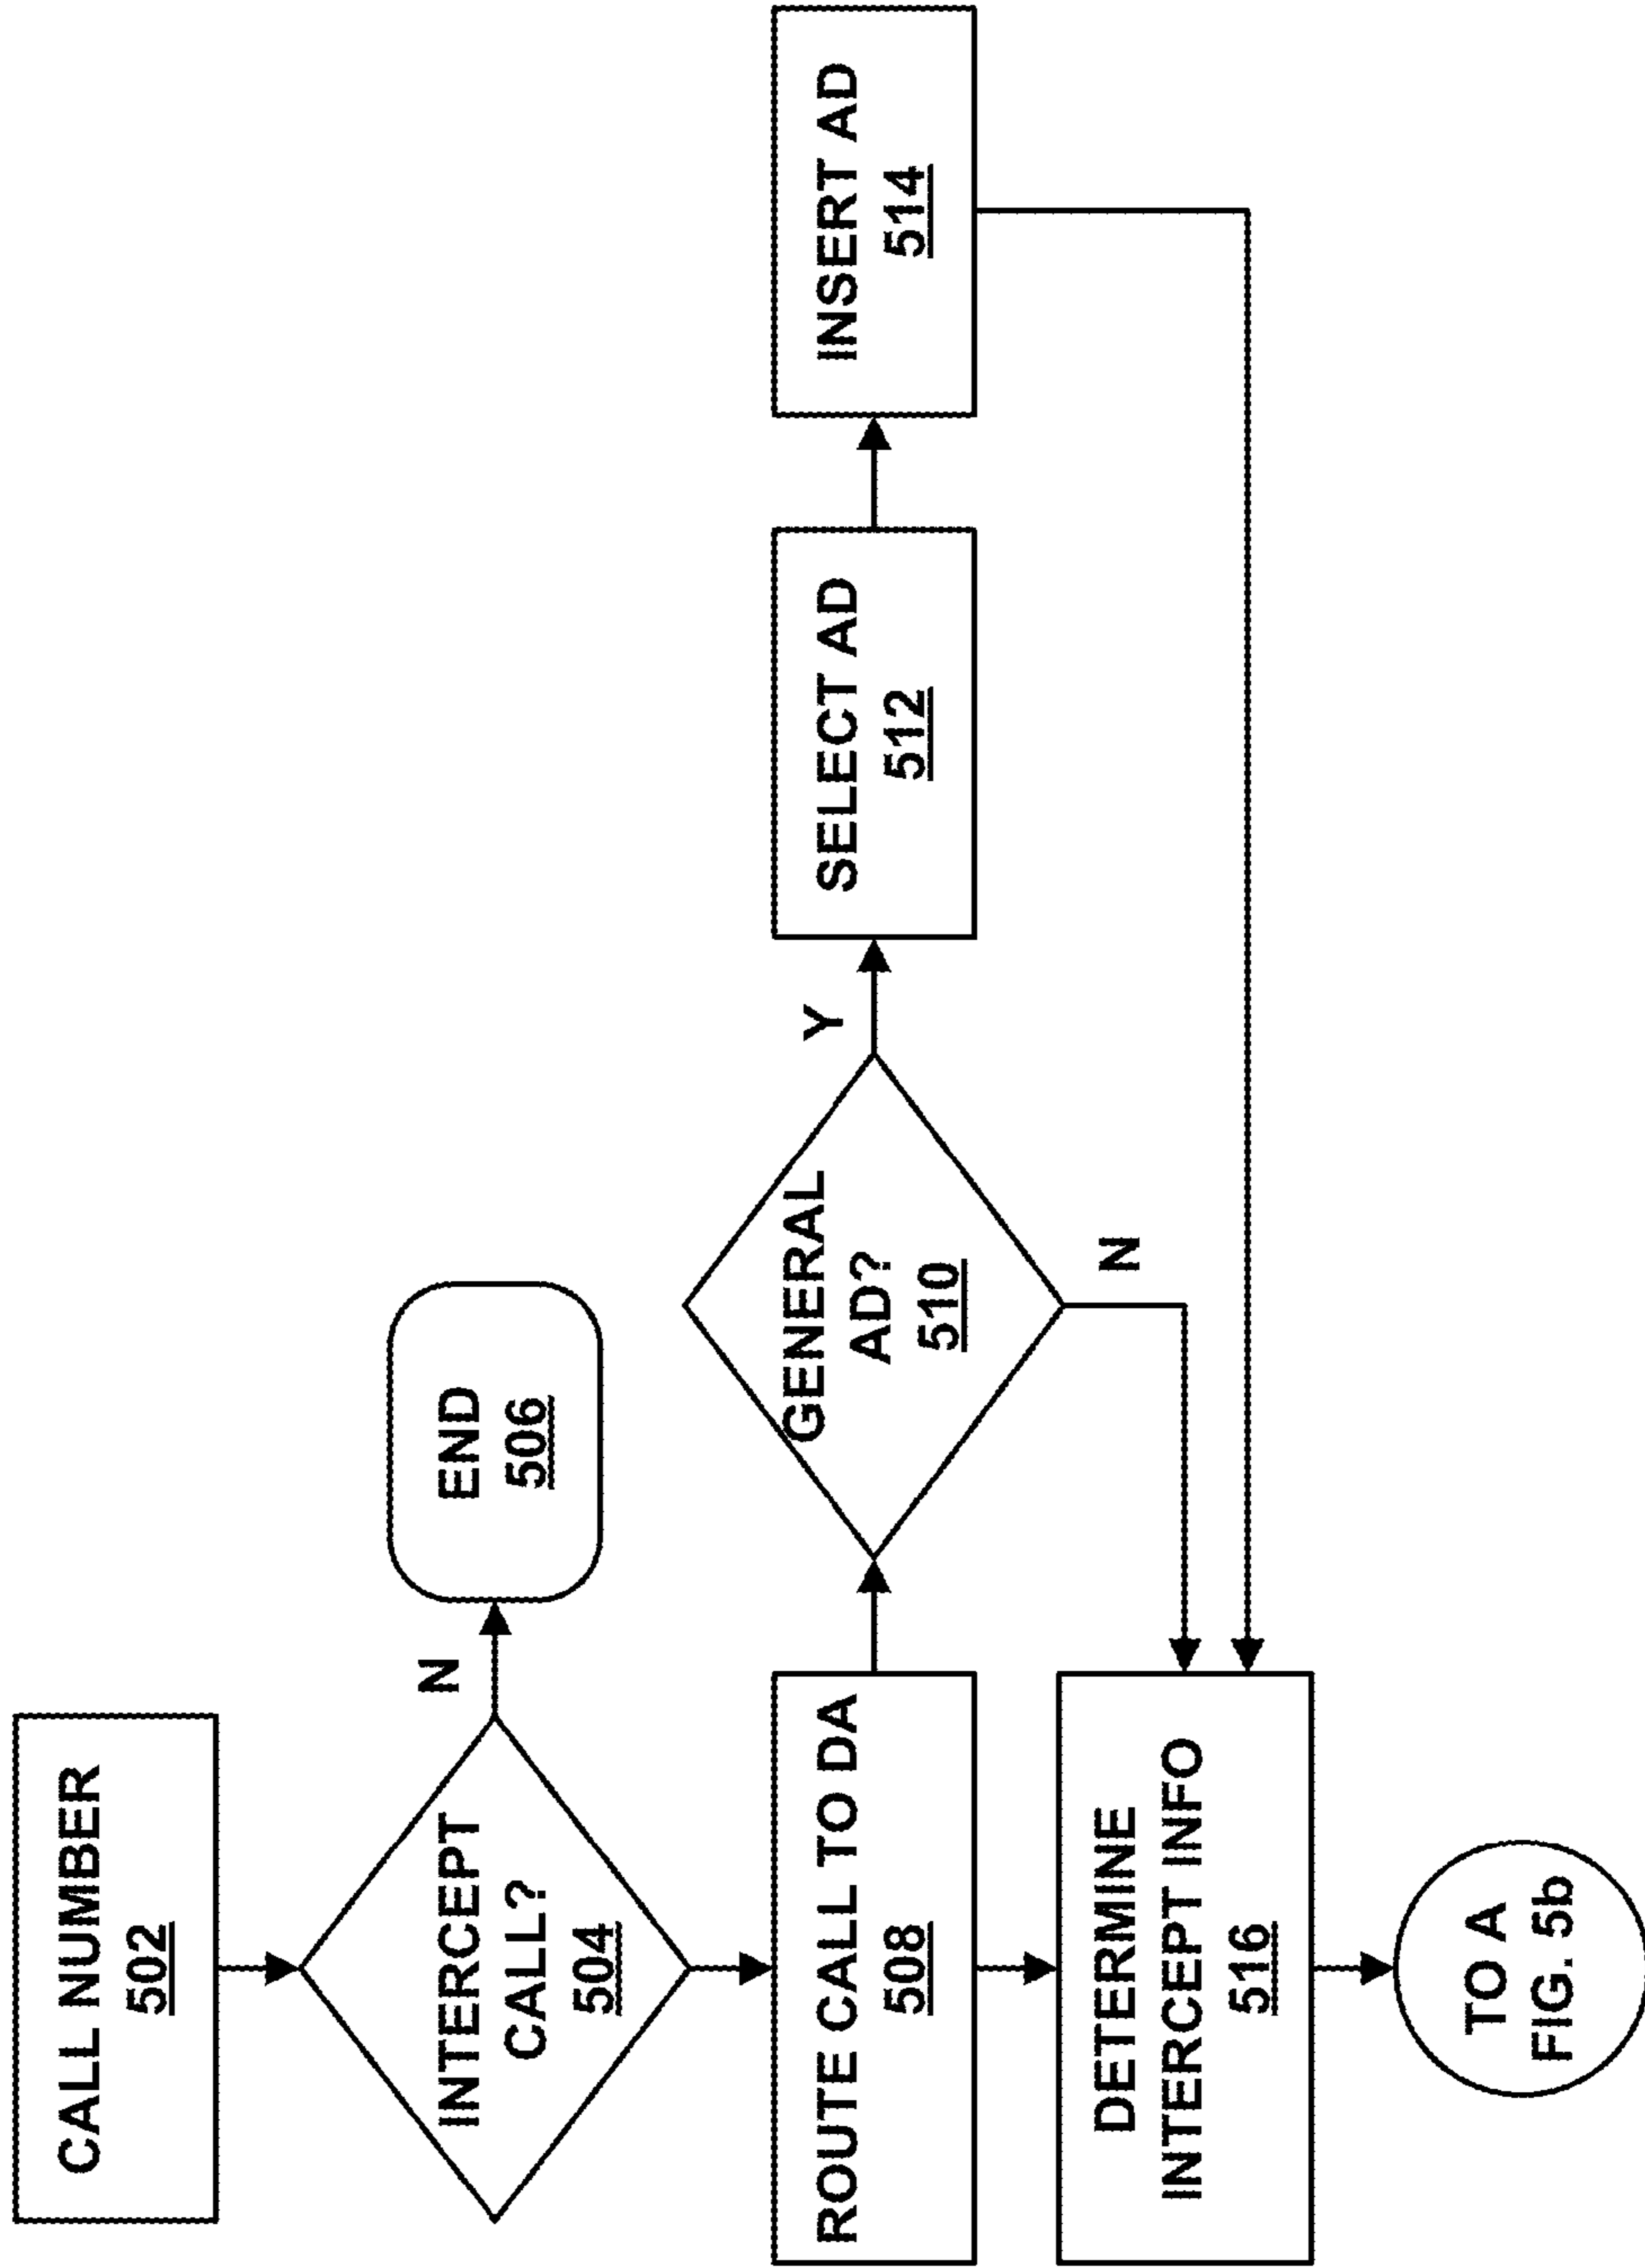 CALL NUMBER
502
INTERCEPT
CALL?
504
N
END
506
ROUTE CALL TO DA
508
GENERAL
AD?
510
Y
SELECT AD
512
INSERT AD
514
N
DETERMINE
INTERCEPT INFO
516
TO A
FIG. 5b